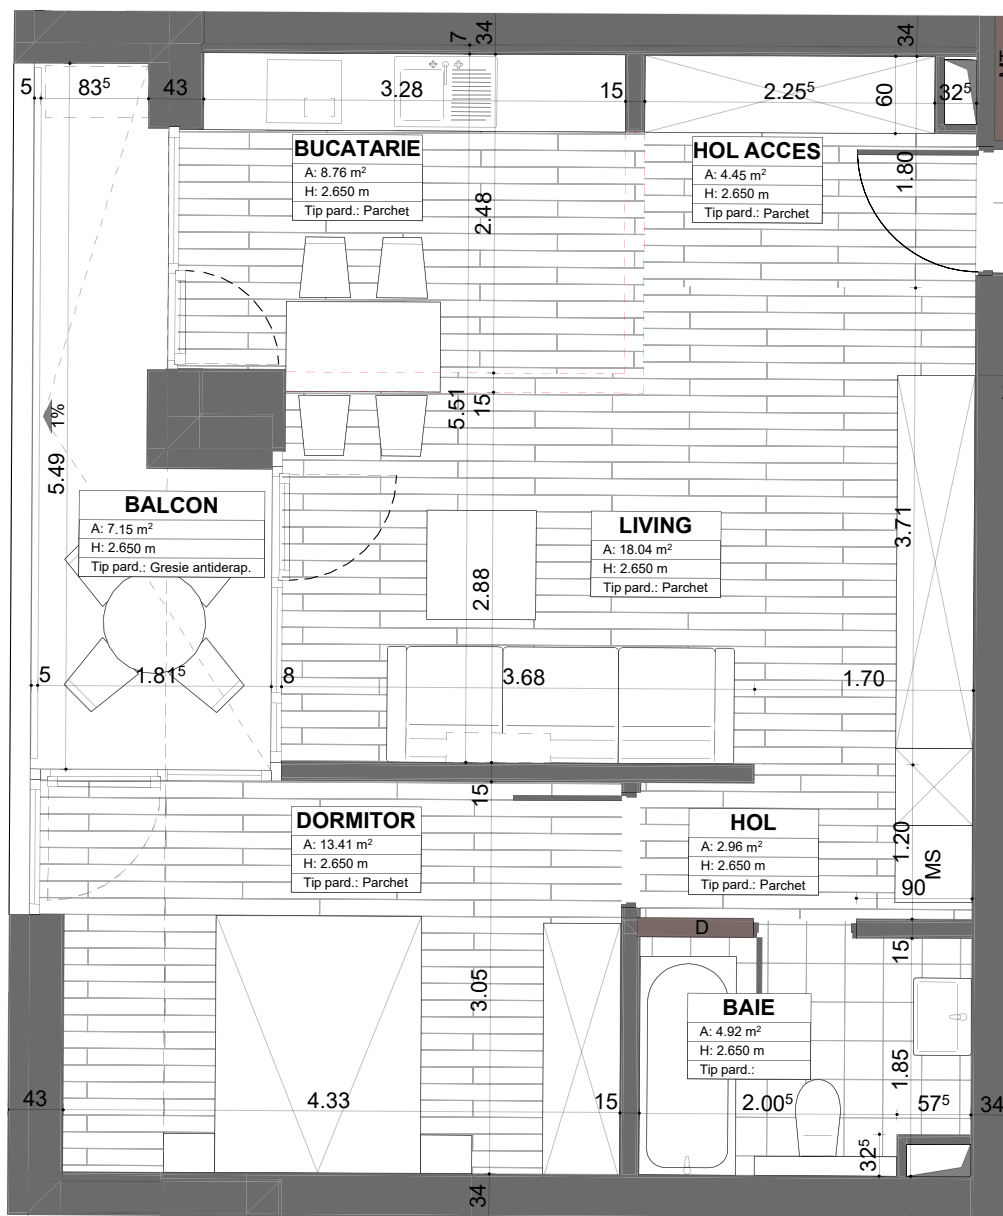 7
34
34
5
83⁵
43
3.28
15
2.25⁵
60
32⁵
BUCATARIE
A: 8.76 m²
H: 2.650 m
Tip pard.: Parchet
HOL ACCES
A: 4.45 m²
H: 2.650 m
Tip pard.: Parchet
1.80
2.48
5.51
15
1%
5.49
BALCON
A: 7.15 m²
H: 2.650 m
Tip pard.: Gresie antiderap.
LIVING
A: 18.04 m²
H: 2.650 m
Tip pard.: Parchet
3.71
2.88
5
1.81⁵
8
3.68
1.70
15
DORMITOR
A: 13.41 m²
H: 2.650 m
Tip pard.: Parchet
HOL
A: 2.96 m²
H: 2.650 m
Tip pard.: Parchet
1.20
MS
90
D
15
3.05
BAIE
A: 4.92 m²
H: 2.650 m
Tip pard.:
1.85
43
4.33
15
2.00⁵
57⁵
34
32⁵
34